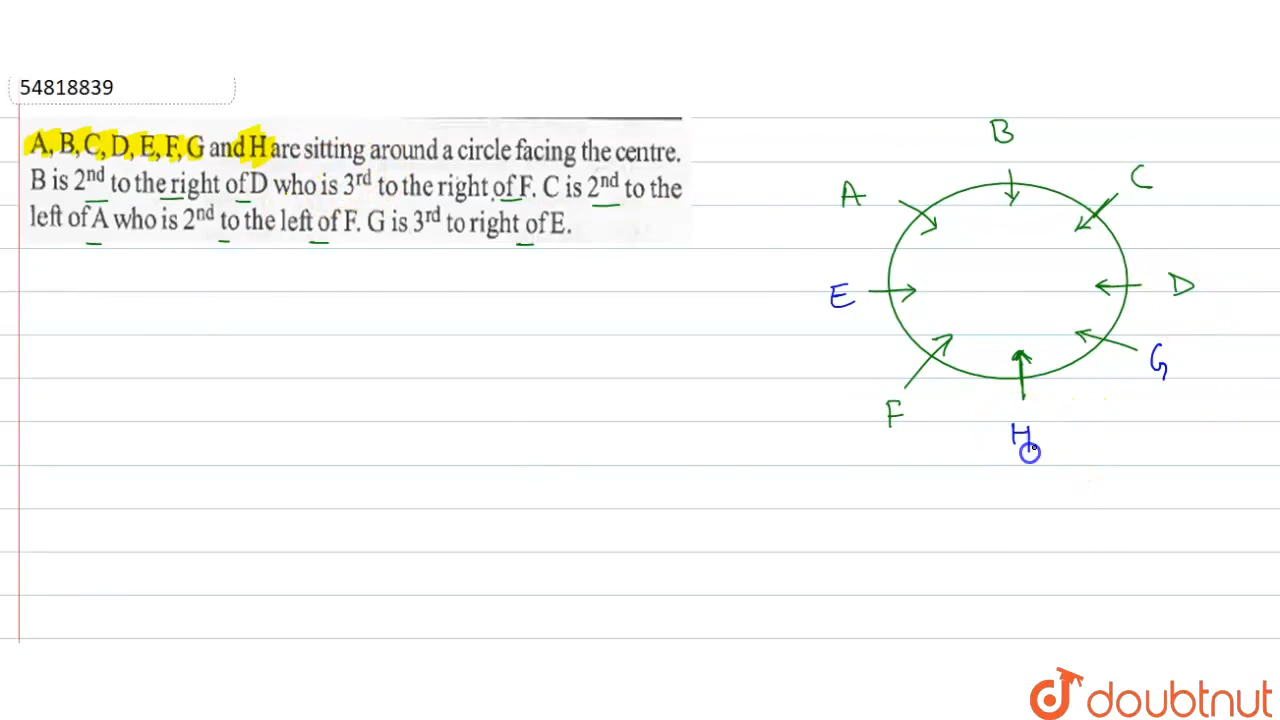 54818839
A, B, C, D, E, F, G and H are sitting around a circle facing the centre.
B is 2nd to the right of D who is 3rd to the right of F. C is 2nd to the
left of A who is 2nd to the left of F. G is 3rd to right of E.
B
A
C
E
D
G
F
H
doubtnut